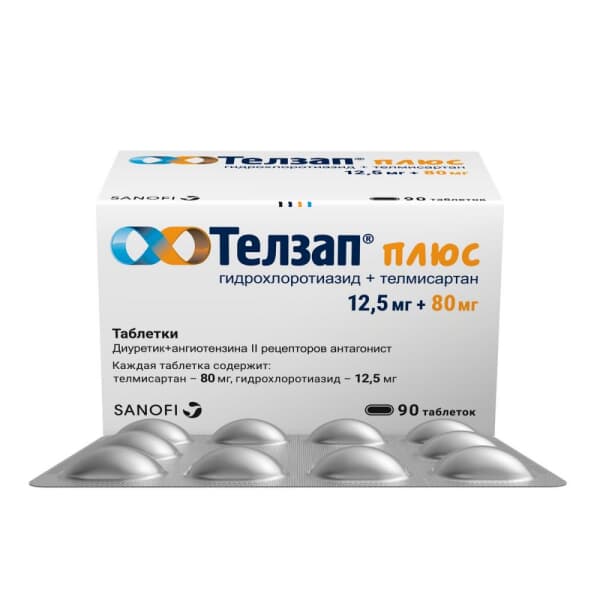 Телзап® плюс
гидрохлоротиазид + телмисартан
12,5 мг + 80 мг
SANOFI
90 таблеток
Телзап® плюс
гидрохлоротиазид + телмисартан
12,5 мг + 80 мг
Таблетки
Диуретик+ангиотензина II рецепторов антагонист
Каждая таблетка содержит:
телмисартан – 80 мг, гидрохлоротиазид – 12,5 мг
SANOFI
90 таблеток